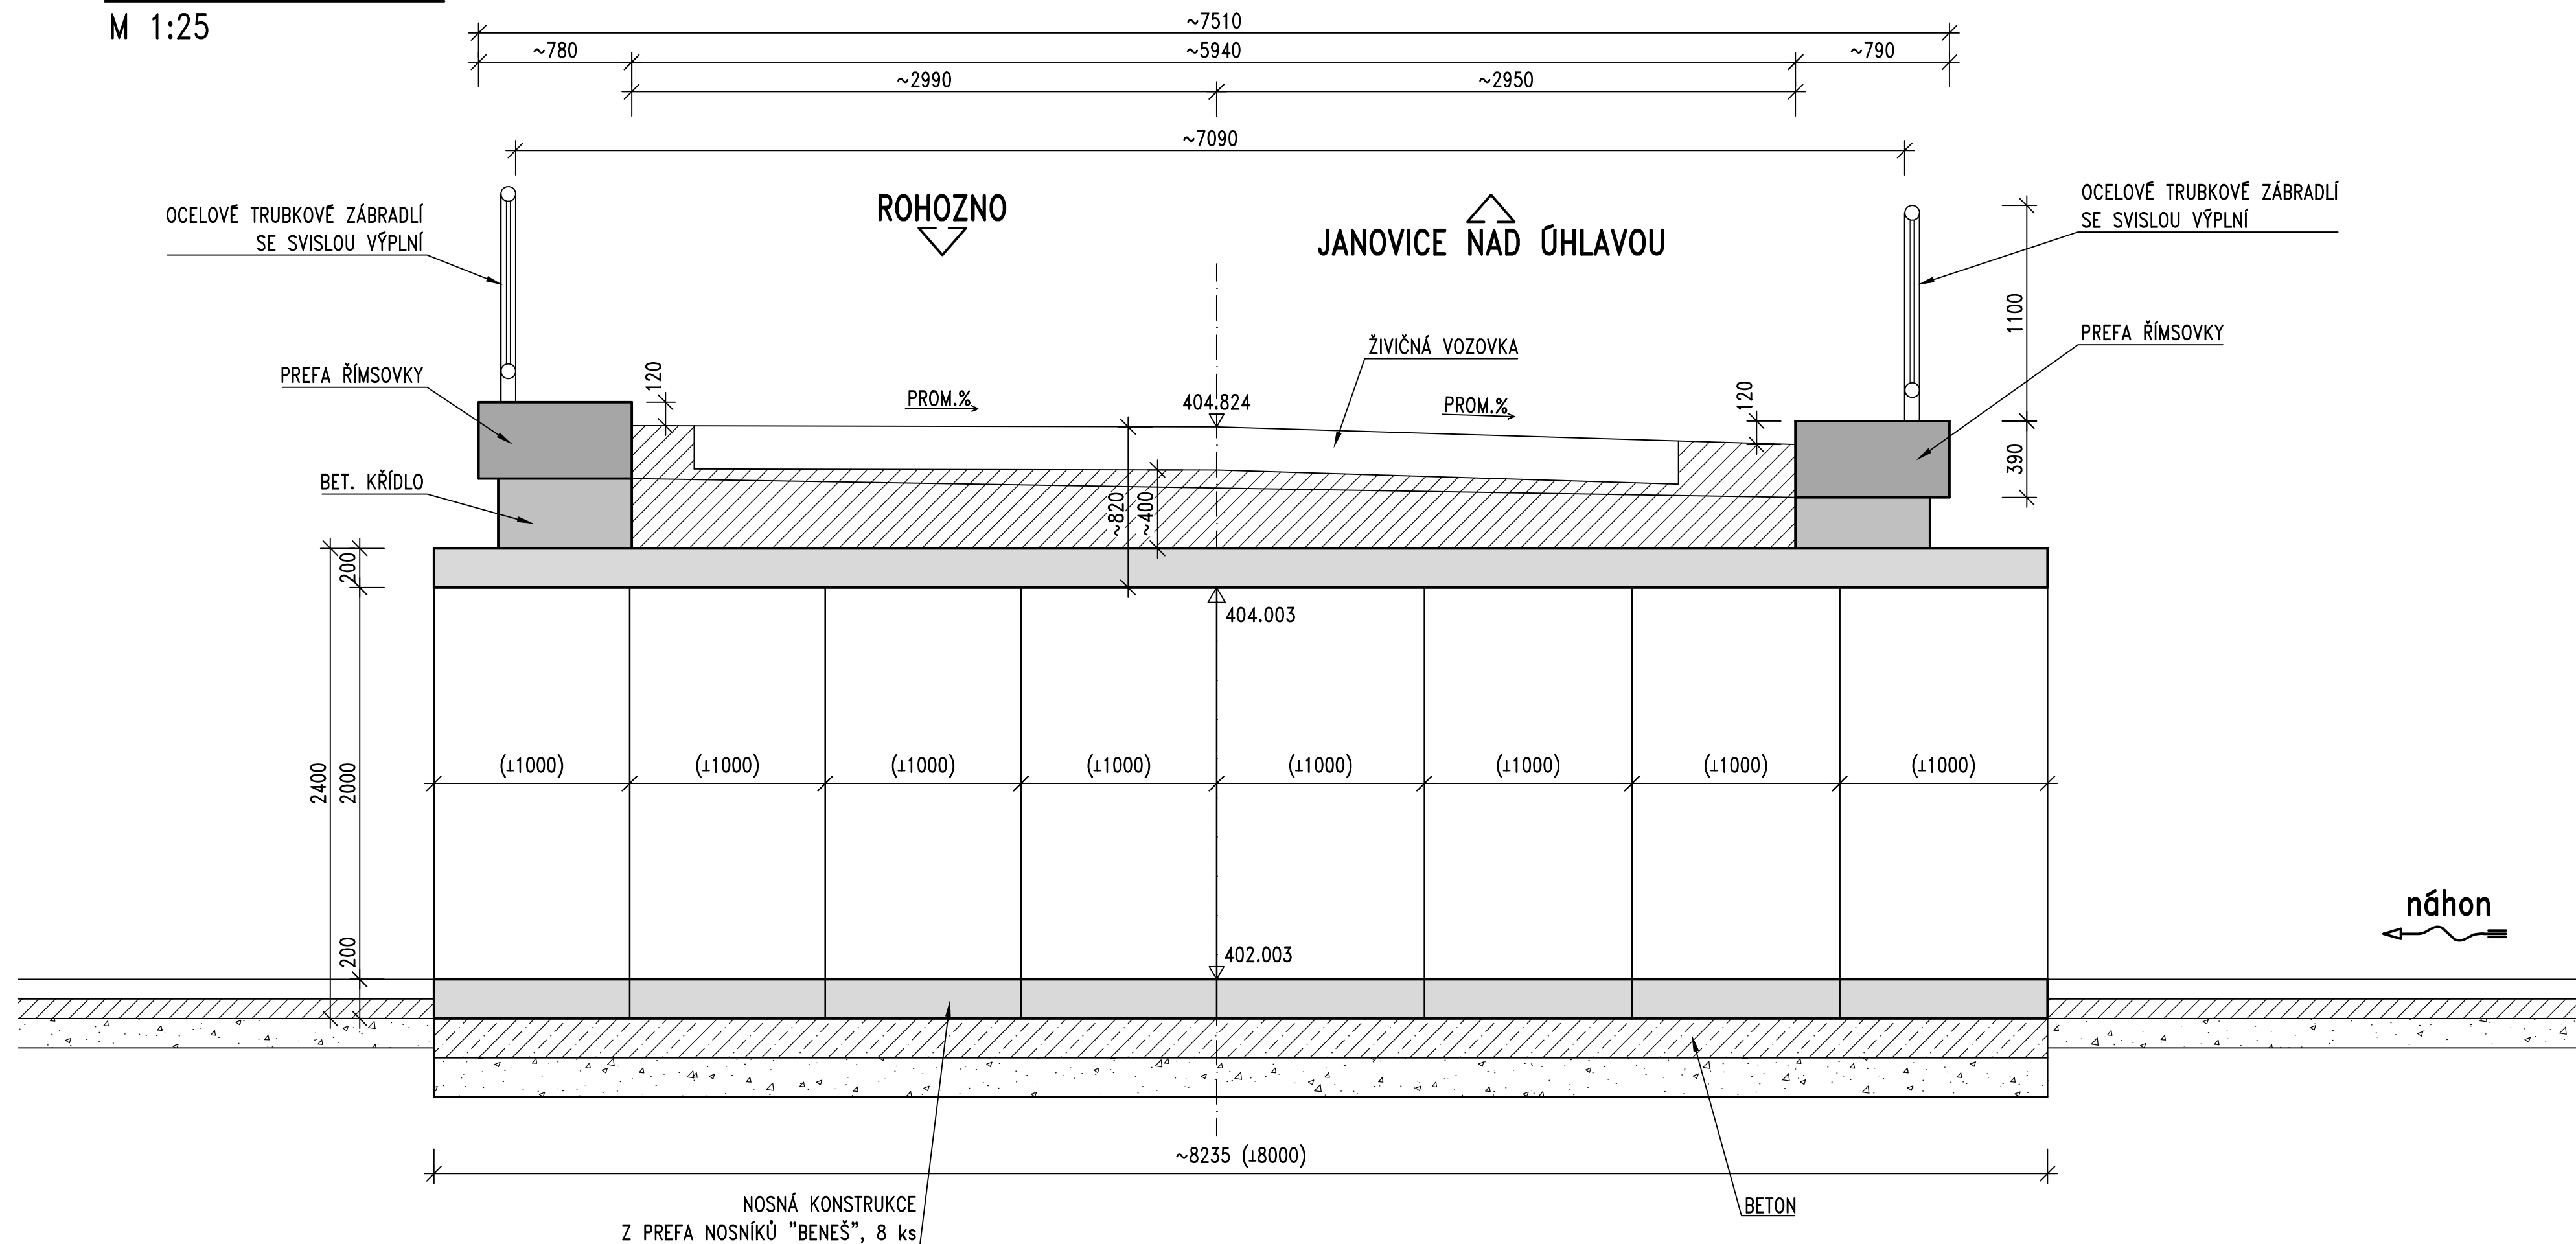 M 1:25
~7510
~780
~5940
~790
~2990
~2950
~7090
OCELOVÉ TRUBKOVÉ ZÁBRADLÍ
SE SVISLOU VÝPLNÍ
ROHOZNO
JANOVICE NAD ÚHLAVOU
OCELOVÉ TRUBKOVÉ ZÁBRADLÍ
SE SVISLOU VÝPLNÍ
1100
PREFA ŘÍMSOVKY
ŽIVIČNÁ VOZOVKA
PREFA ŘÍMSOVKY
120
PROM.%
404.824
PROM.%
120
390
BET. KŘÍDLO
~820
~400
200
404.003
2400
2000
(⊥1000)
(⊥1000)
(⊥1000)
(⊥1000)
(⊥1000)
(⊥1000)
(⊥1000)
(⊥1000)
náhon
200
402.003
~8235 (⊥8000)
NOSNÁ KONSTRUKCE
Z PREFA NOSNÍKŮ "BENEŠ", 8 ks
BETON